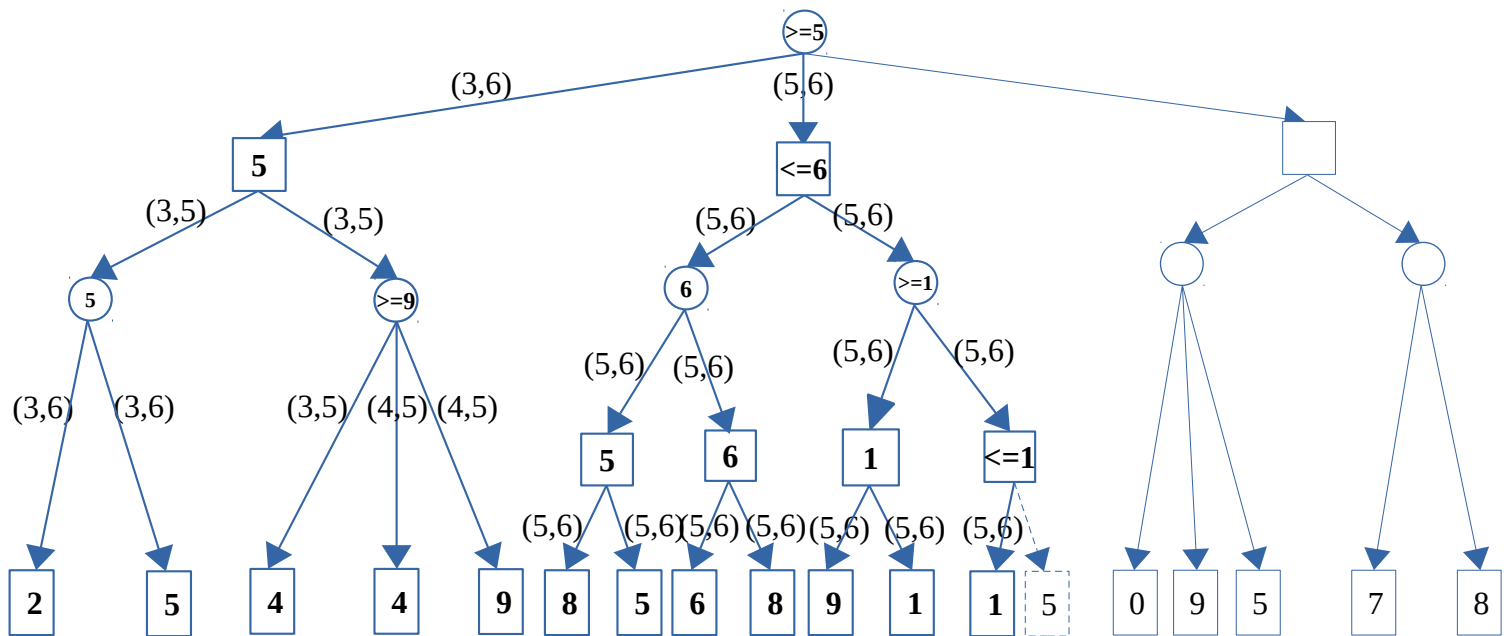 >=5
(3,6) (5,6)
5 <=6
(3,5) (3,5) (5,6) (5,6)
5 >=9 6 >=1
(5,6) (5,6) (5,6) (5,6)
(3,6) (3,6) (3,5) (4,5) (4,5)
5 6 1 <=1
(5,6) (5,6) (5,6) (5,6) (5,6) (5,6) (5,6)
2 5 4 4 9 8 5 6 8 9 1 1 5 0 9 5 7 8